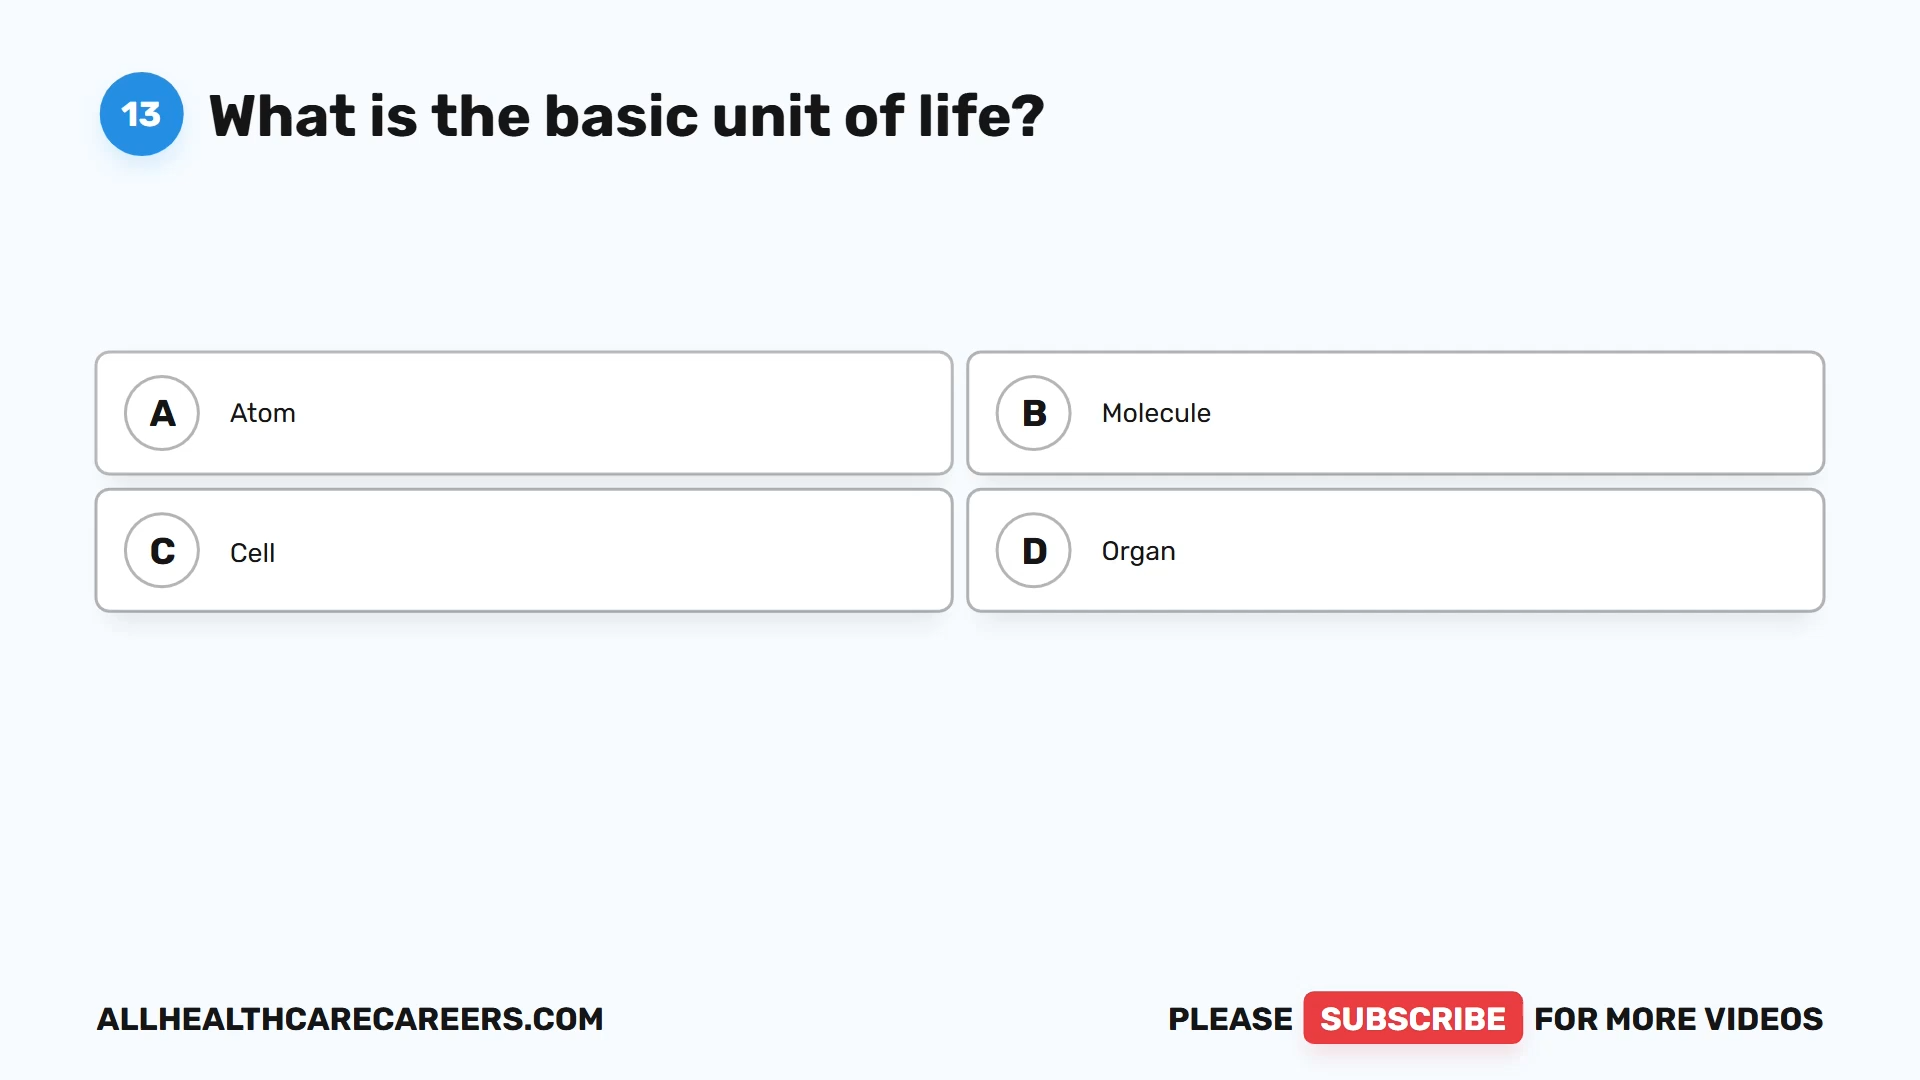 13 What is the basic unit of life?
A Atom
B Molecule
C Cell
D Organ
ALLHEALTHCARECAREERS.COM
PLEASE SUBSCRIBE FOR MORE VIDEOS